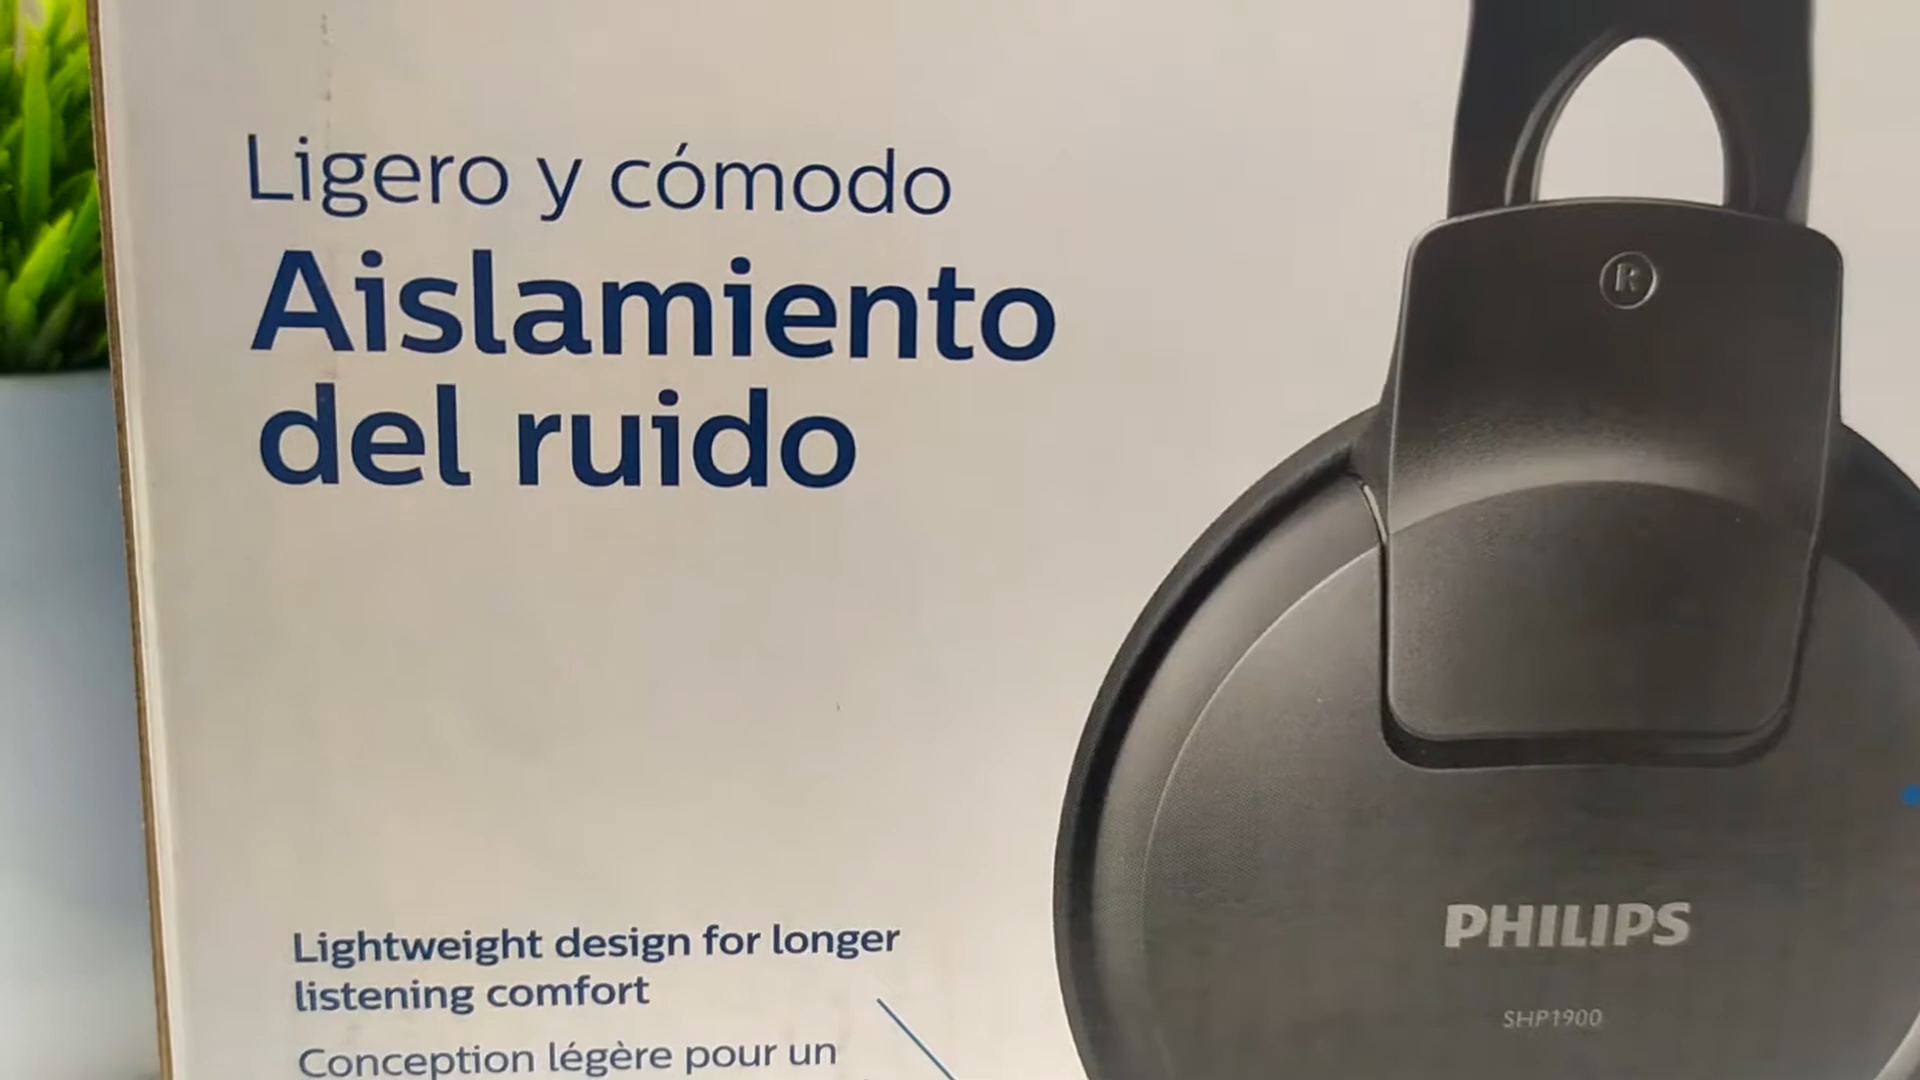 Ligero y cómodo
Aislamiento
del ruido
R
PHILIPS
SHP1900
Lightweight design for longer
listening comfort
Conception légère pour un